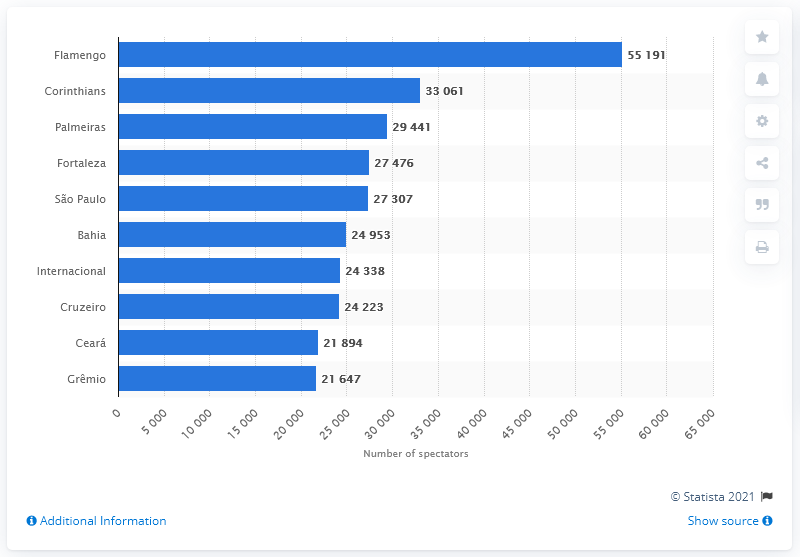 Flamengo 55 191
Corinthians 33 061
Palmeiras 29 441
Fortaleza 27 476
São Paulo 27 307
Bahia 24 953
Internacional 24 338
Cruzeiro 24 223
Ceará 21 894
Grêmio 21 647
0 5 000 10 000 15 000 20 000 25 000 30 000 35 000 40 000 45 000 50 000 55 000 60 000 65 000
Number of spectators
© Statista 2021
Additional Information Show source